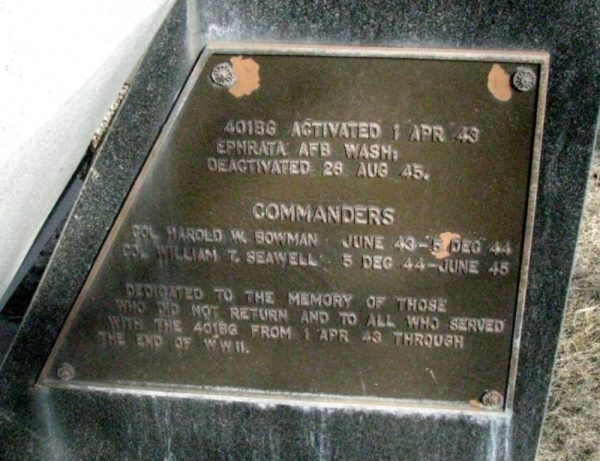 401BG ACTIVATED 1 APR 43
EPHRATA AFB WASH;
DEACTIVATED 28 AUG 45.
COMMANDERS
COL HAROLD W. BOWMAN JUNE 43-5 DEC 44
COL WILLIAM T. SEAWELL 5 DEC 44-JUNE 45
DEDICATED TO THE MEMORY OF THOSE
WHO DID NOT RETURN AND TO ALL WHO SERVED
WITH THE 401BG FROM 1 APR 43 THROUGH
THE END OF WWII.